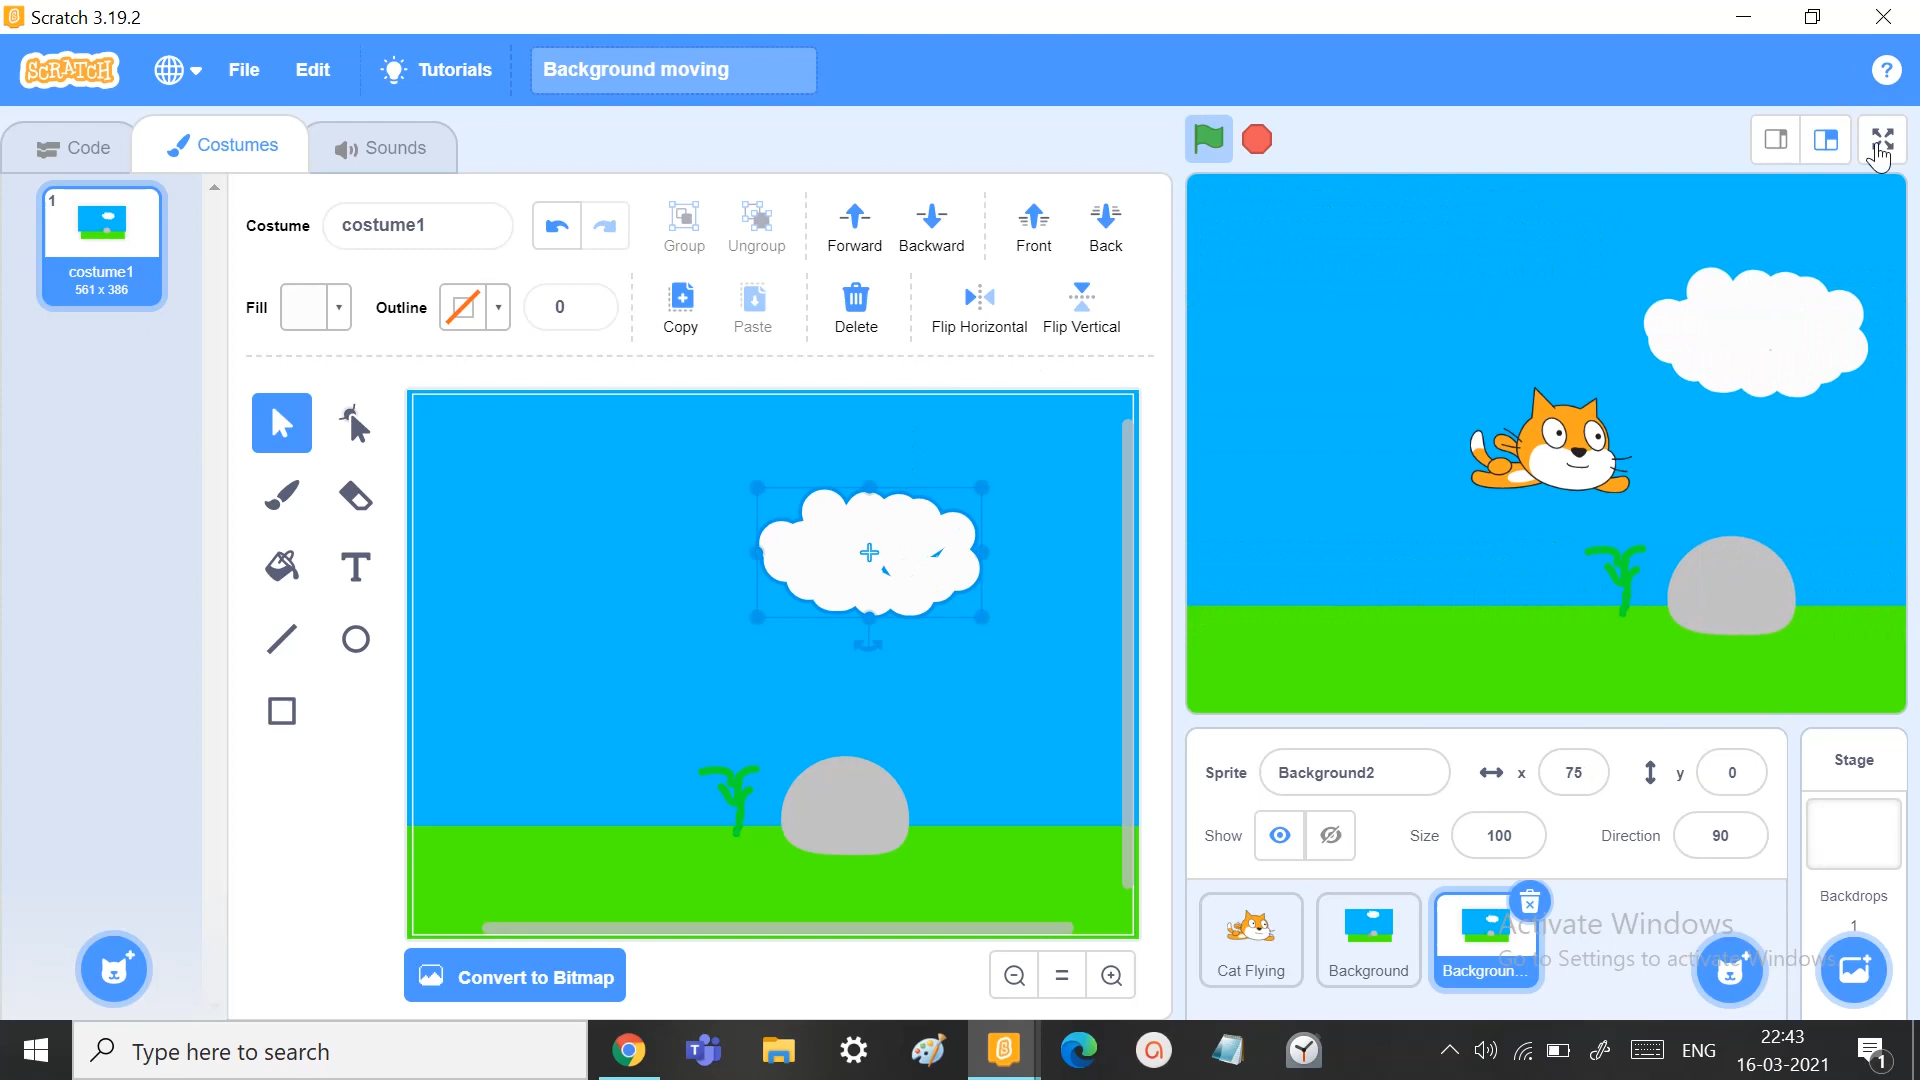 Scratch 3.19.2
SCRATCH
File
Edit
Tutorials
Background moving
?
Code
Costumes
Sounds
1
costume1
561 x 386
Costume
costume1
Group
Ungroup
Forward
Backward
Front
Back
Fill
Outline
0
Copy
Paste
Delete
Flip Horizontal
Flip Vertical
T
Convert to Bitmap
Sprite
Background2
x
75
y
0
Show
Size
100
Direction
90
Stage
Backdrops
1
Cat Flying
Background
Backgroun...
Activate Windows
Go to Settings to activate Windows.
Type here to search
ENG
22:43
16-03-2021
1